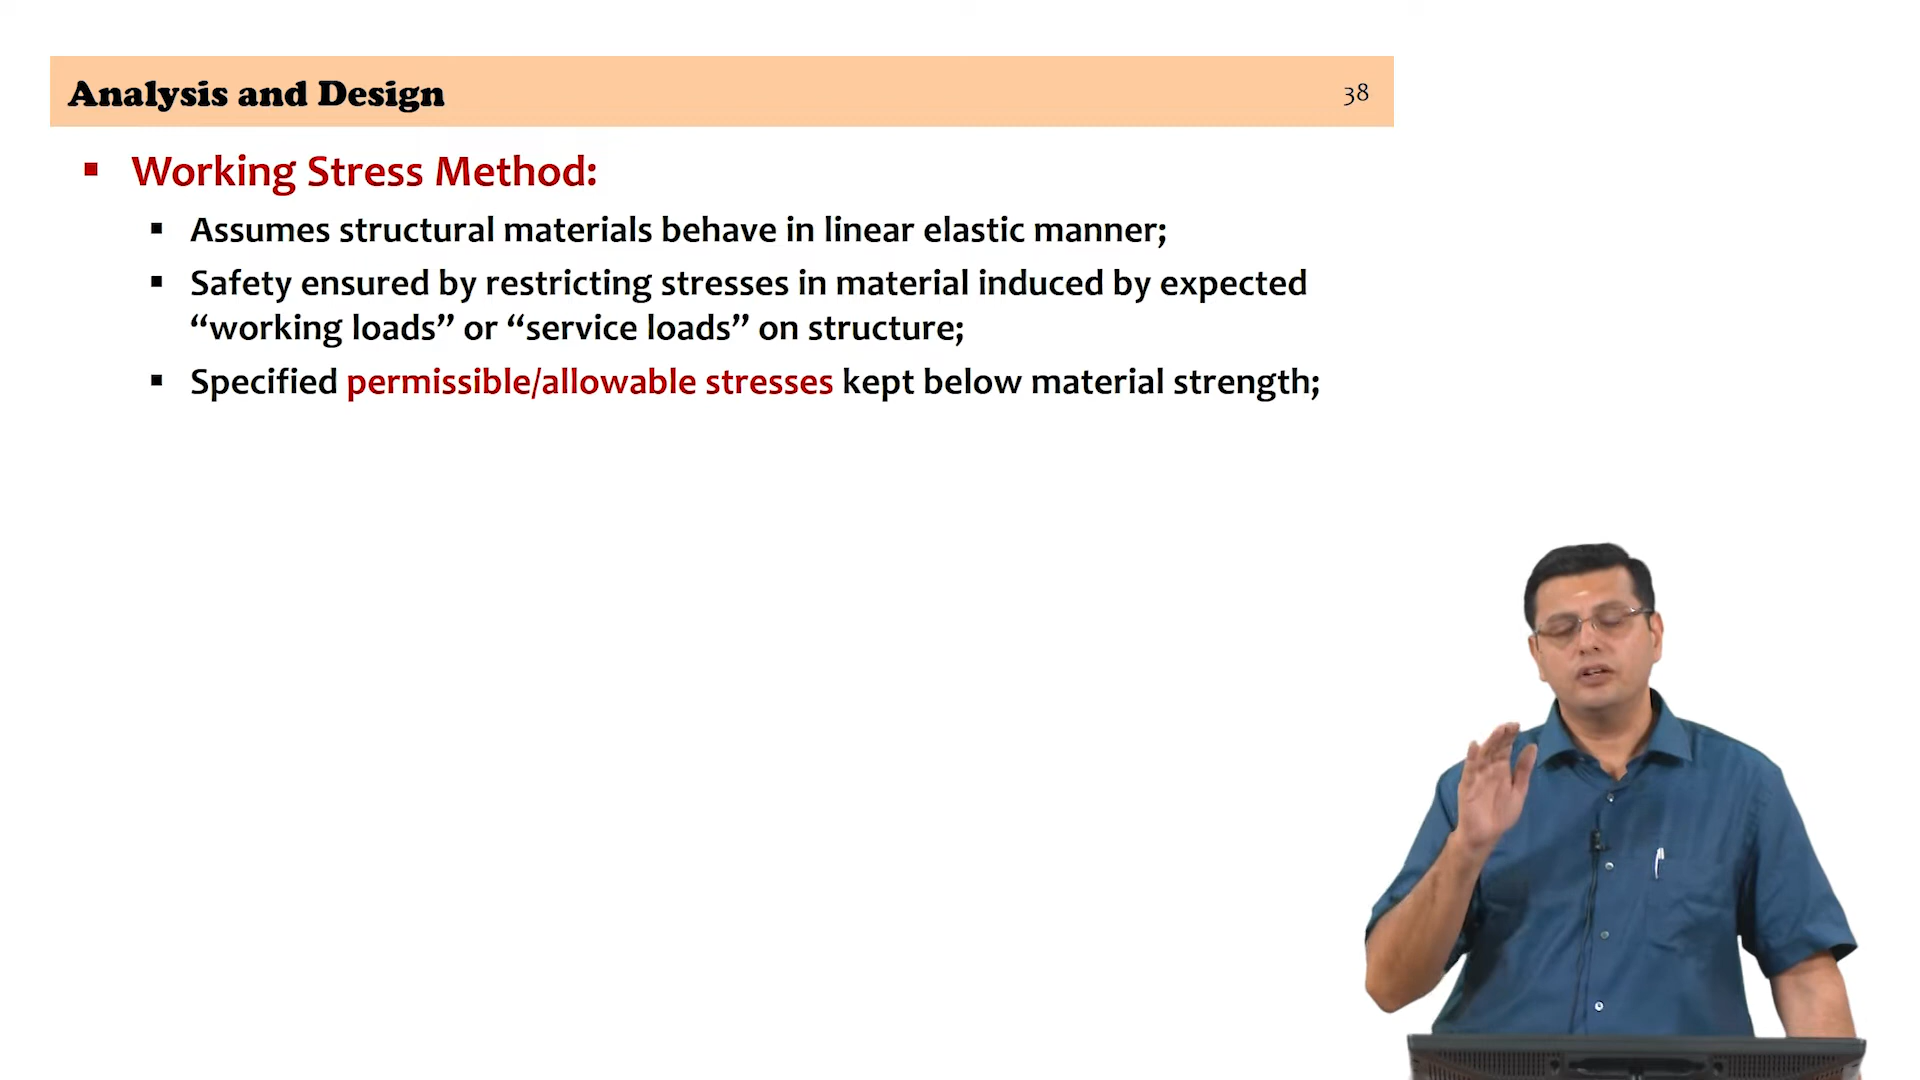 Analysis and Design
38
▪ Working Stress Method:
▪ Assumes structural materials behave in linear elastic manner;
▪ Safety ensured by restricting stresses in material induced by expected
“working loads” or “service loads” on structure;
▪ Specified permissible/allowable stresses kept below material strength;